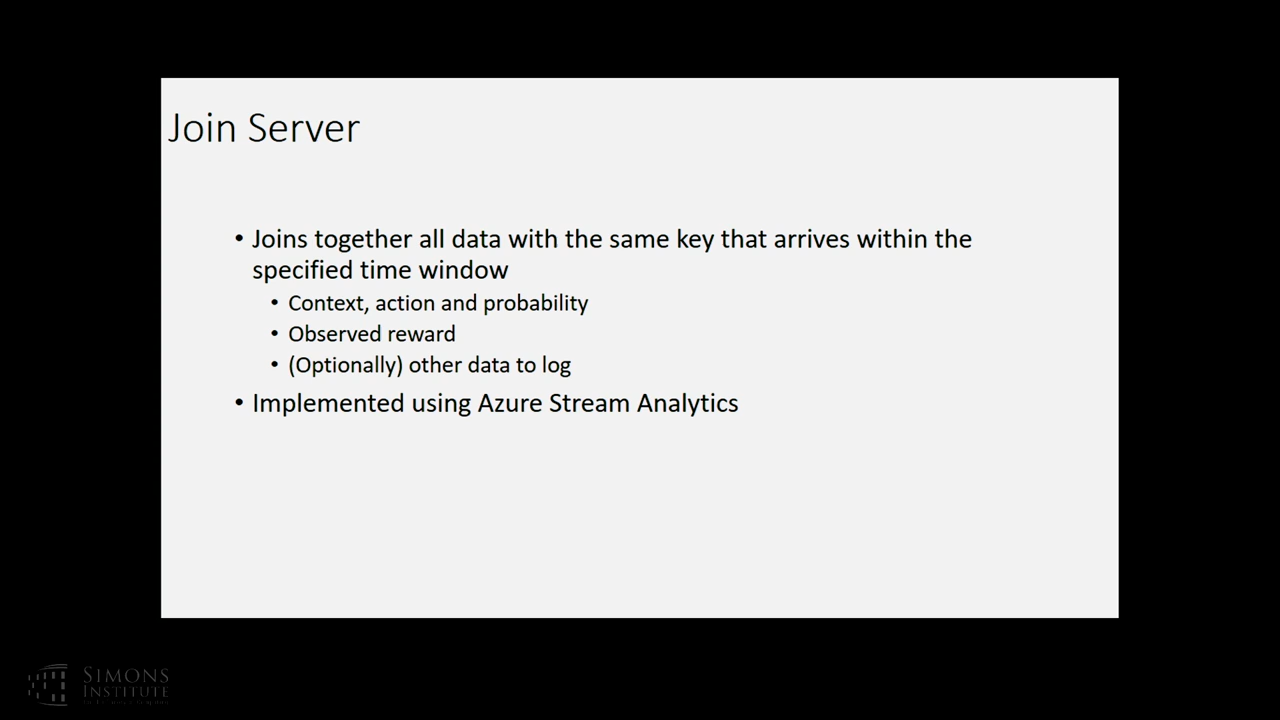 Join Server
• Joins together all data with the same key that arrives within the
specified time window
• Context, action and probability
• Observed reward
• (Optionally) other data to log
• Implemented using Azure Stream Analytics
SIMONS
INSTITUTE